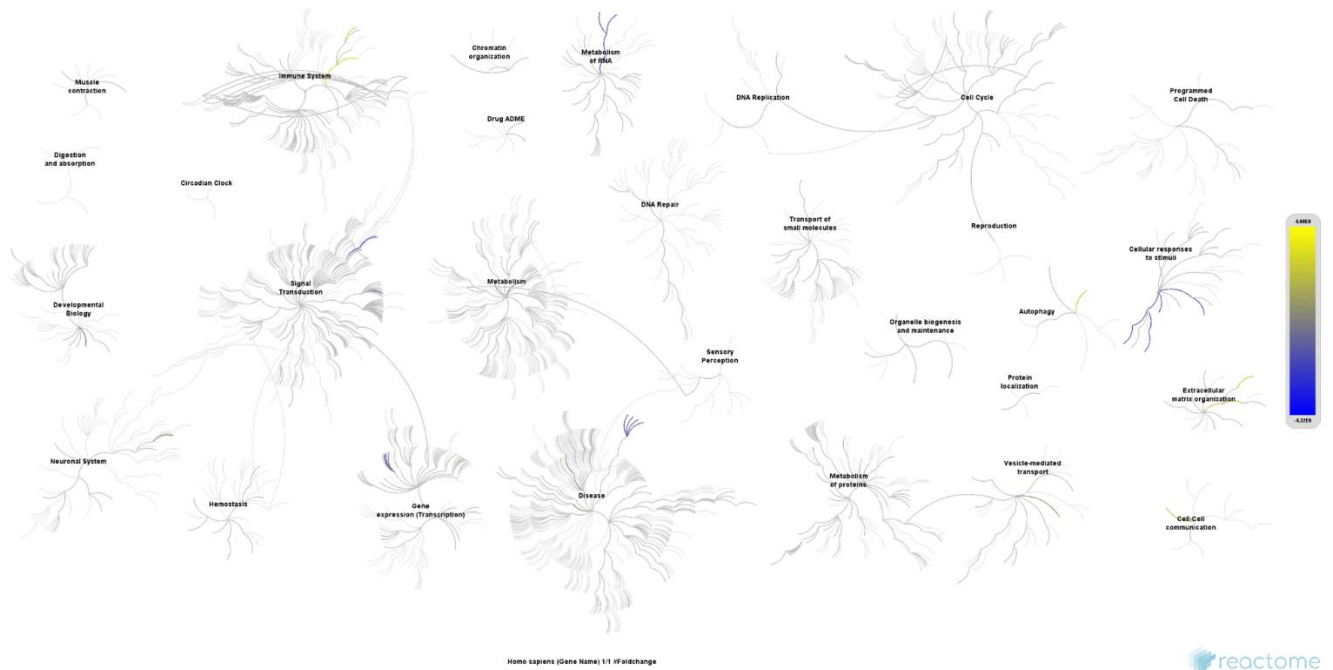 Muscle
contraction
Immune System
Chromatin
organization
Metabolism
of RNA
DNA Replication
Cell Cycle
Programmed
Cell Death
Drug ADME
Digestion
and absorption
Circadian Clock
DNA Repair
Transport of
small molecules
Reproduction
Cellular responses
to stimuli
Developmental
Biology
Signal
Transduction
Metabolism
Organelle biogenesis
and maintenance
Autophagy
Sensory
Perception
Protein
localization
Extracellular
matrix organization
Neuronal System
Hemostasis
Gene
expression (Transcription)
Disease
Metabolism
of proteins
Vesicle-mediated
transport
Cell-Cell
communication
Homo sapiens (Gene Name) 1/1 #Foldchange
reactome